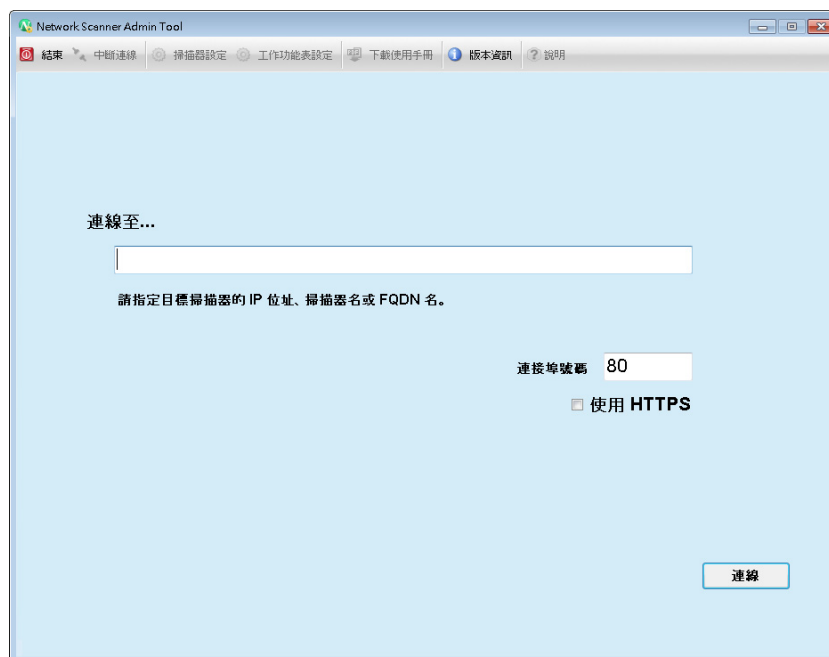 Network Scanner Admin Tool
結束 中斷連線 掃描器設定 工作功能表設定 下載使用手冊 版本資訊 說明
連線至...
請指定目標掃描器的 IP 位址、掃描器名或 FQDN 名。
連接埠號碼 80
使用 HTTPS
連線